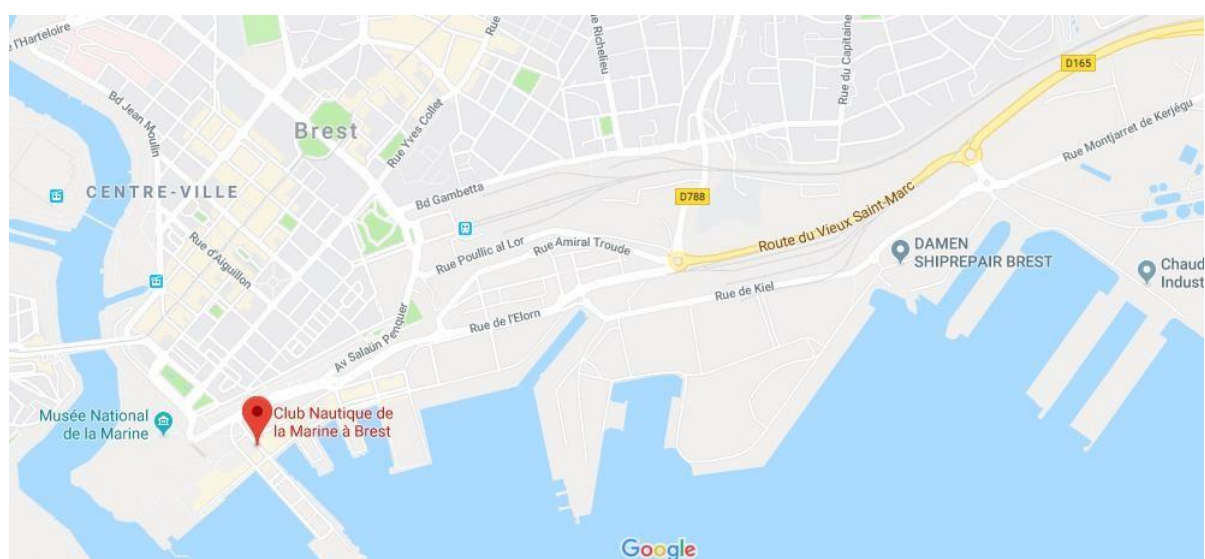 e l'Harteloire
Bd Jean Moulin
Brest
CENTRE-VILLE
Rue d'Aiguillon
Rue Yves Collet
Rue
Rue Richelieu
Rue du Capitaine
D165
Rue Montjarret de Kerjégu
Bd Gambetta
D788
Rue Poullic al Lor
Rue Amiral Troude
Route du Vieux Saint-Marc
Rue de Kiel
Rue de l'Elorn
Av Salaün Penquer
DAMEN
SHIPREPAIR BREST
Chaud
Indust
Musée National
de la Marine
Club Nautique de
la Marine à Brest
Google